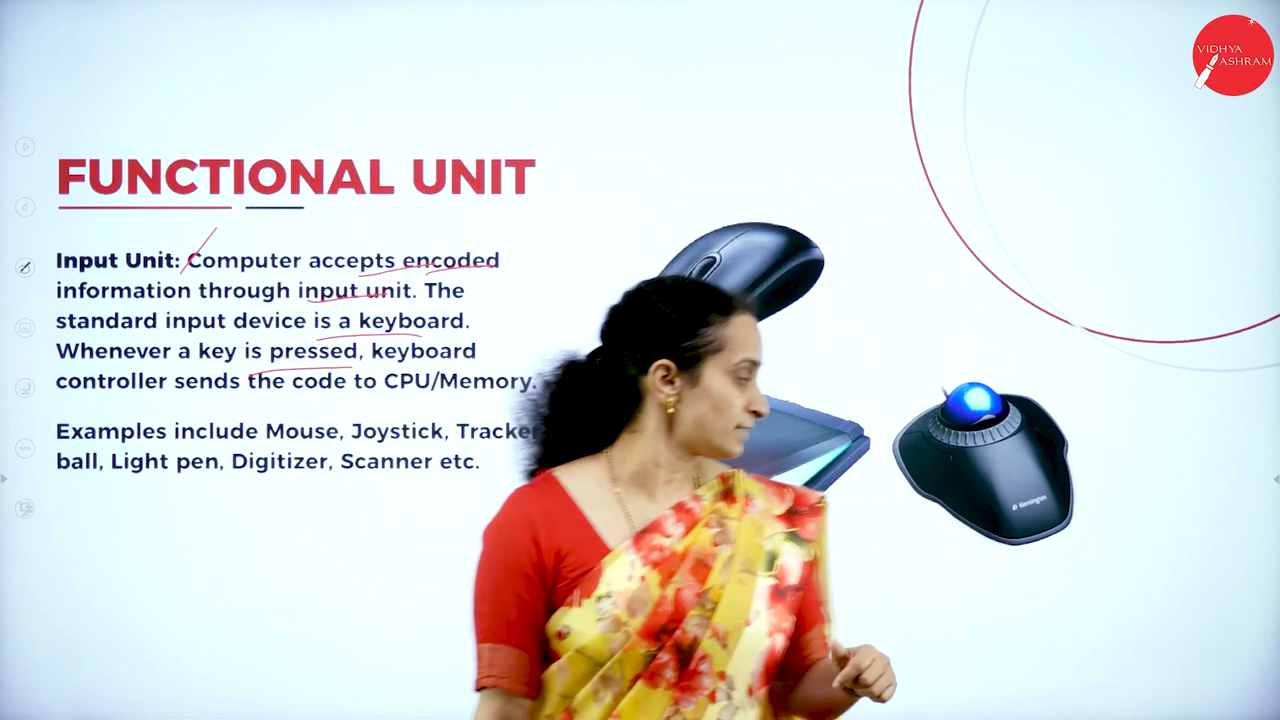 VIDHYA
ASHRAM
FUNCTIONAL UNIT
Input Unit: Computer accepts encoded
information through input unit. The
standard input device is a keyboard.
Whenever a key is pressed, keyboard
controller sends the code to CPU/Memory.
Examples include Mouse, Joystick, Tracker
ball, Light pen, Digitizer, Scanner etc.
Kensington